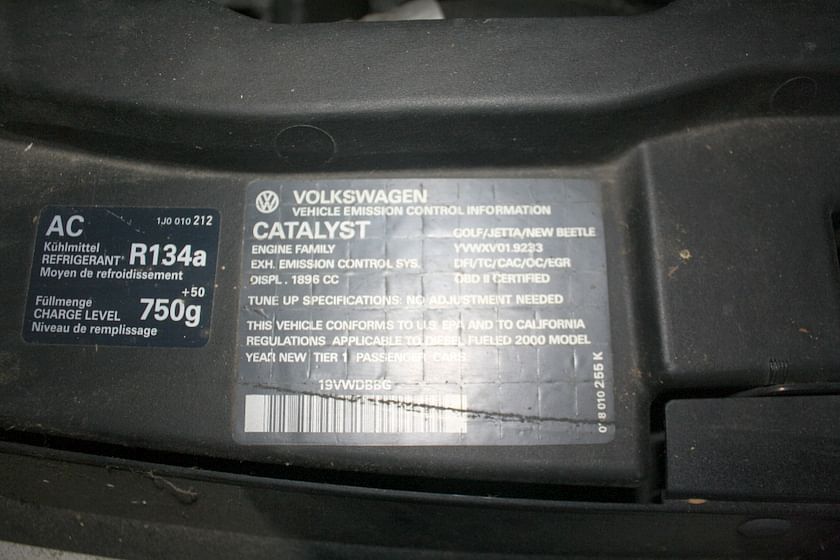 AC 1J0 010 212
Kühlmittel
REFRIGERANT R134a
Moyen de refroidissement
+50
Füllmenge
CHARGE LEVEL 750g
Niveau de remplissage
VOLKSWAGEN
VEHICLE EMISSION CONTROL INFORMATION
CATALYST GOLF/JETTA/NEW BEETLE
ENGINE FAMILY YVWXV01.9233
EXH. EMISSION CONTROL SYS. DFI/TC/CAC/OC/EGR
DISPL. 1896 CC OBD II CERTIFIED
TUNE UP SPECIFICATIONS: NO ADJUSTMENT NEEDED
THIS VEHICLE CONFORMS TO U.S. EPA AND TO CALIFORNIA
REGULATIONS APPLICABLE TO DIESEL FUELED 2000 MODEL
YEAR NEW TIER 1 PASSENGER CARS.
038 010 255 K